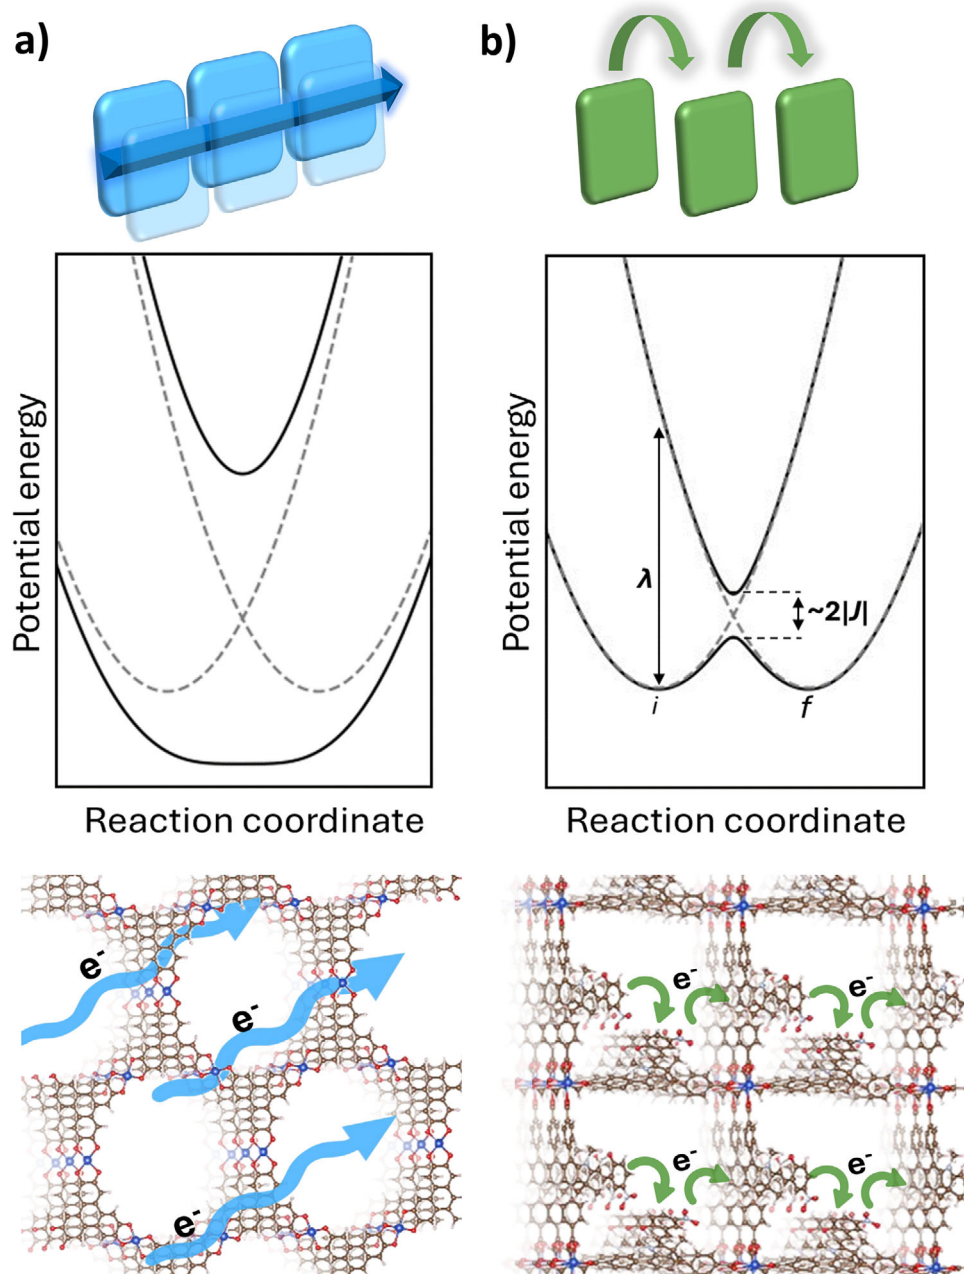 a)
b)
Potential energy
Potential energy
λ
~2|J|
i
f
Reaction coordinate
Reaction coordinate
e-
e-
e-
e-
e-
e-
e-